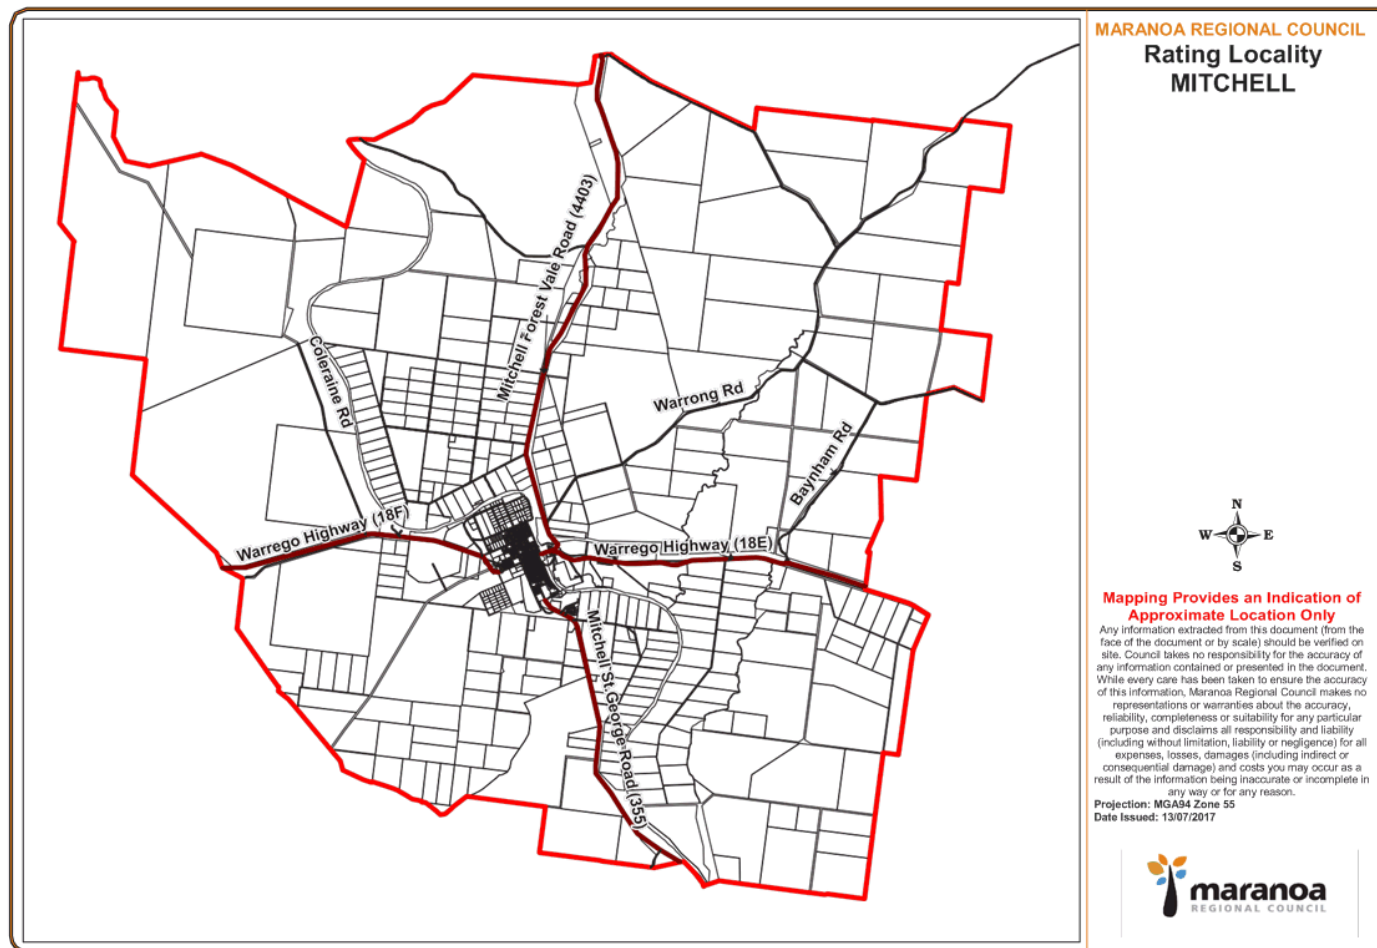 MARANOA REGIONAL COUNCIL
Rating Locality
MITCHELL
Mitchell Forest Vale Road (4403)
Coleraine Rd
Warrong Rd
Baynham Rd
Warrego Highway (18F)
Warrego Highway (18E)
Mitchell St.George Road (355)
N
W E
S
Mapping Provides an Indication of
Approximate Location Only
Any information extracted from this document (from the
face of the document or by scale) should be verified on
site. Council takes no responsibility for the accuracy of
any information contained or presented in the document.
While every care has been taken to ensure the accuracy
of this information, Maranoa Regional Council makes no
representations or warranties about the accuracy,
reliability, completeness or suitability for any particular
purpose and disclaims all responsibility and liability
(including without limitation, liability or negligence) for all
expenses, losses, damages (including indirect or
consequential damage) and costs you may occur as a
result of the information being inaccurate or incomplete in
any way or for any reason.
Projection: MGA94 Zone 55
Date Issued: 13/07/2017
maranoa
REGIONAL COUNCIL